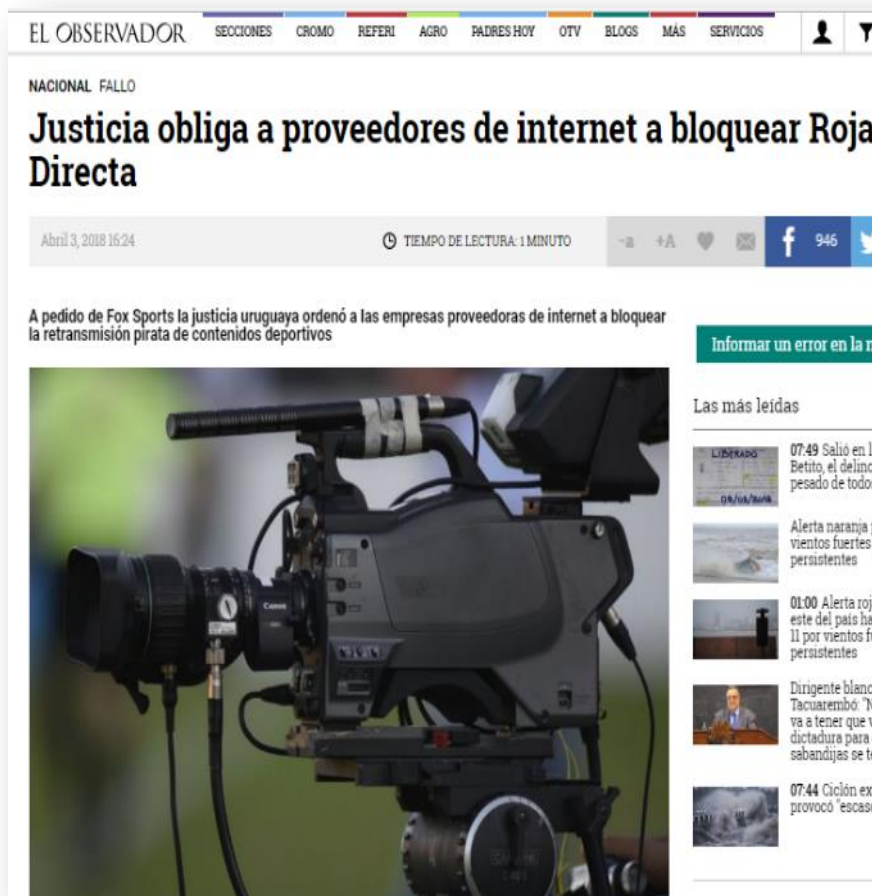 EL OBSERVADOR SECCIONES CROMO REFERI AGRO PADRES HOY OTV BLOGS MÁS SERVICIOS
NACIONAL FALLO
Justicia obliga a proveedores de internet a bloquear Roja
Directa
Abril 3, 2018 16:24 TIEMPO DE LECTURA: 1 MINUTO -a +A f 946
A pedido de Fox Sports la justicia uruguaya ordenó a las empresas proveedoras de internet a bloquear
la retransmisión pirata de contenidos deportivos
Informar un error en la n
Las más leídas
LIBERADO
07:49 Salió en l
Betito, el delinc
pesado de todos
Alerta naranja p
vientos fuertes
persistentes
01:00 Alerta roj
este del país ha
11 por vientos fu
persistentes
Dirigente blanc
Tacuarembó: "N
va a tener que v
dictadura para
sabandijas se te
07:44 Ciclón ex
provocó "escas
Canon